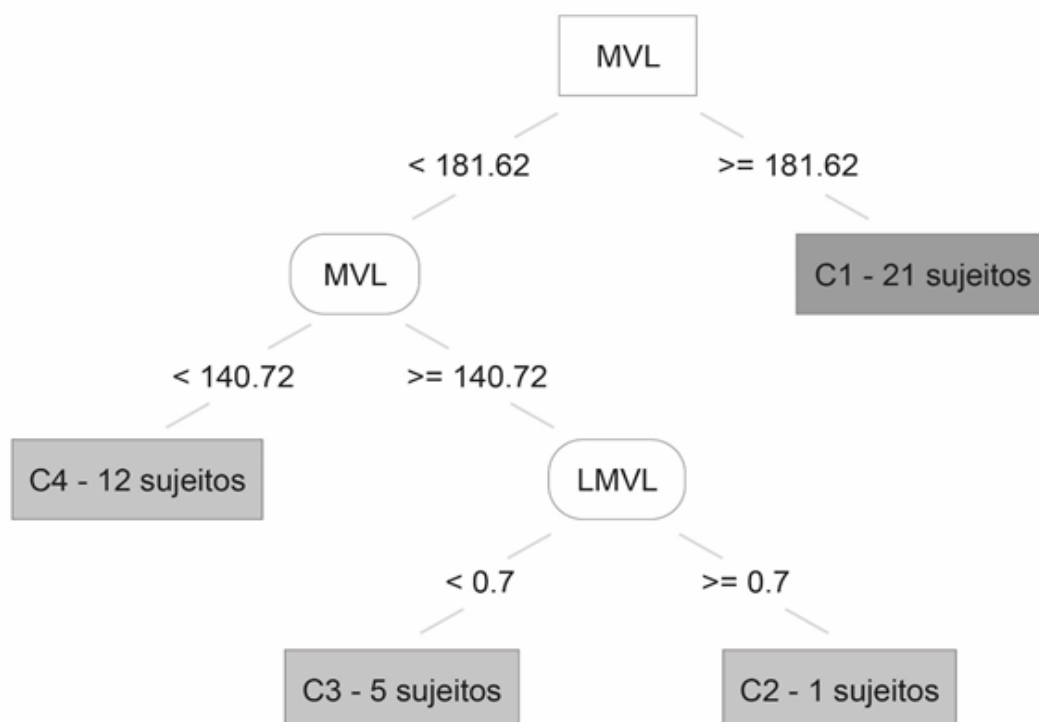 MVL
< 181.62
>= 181.62
MVL
C1 - 21 sujeitos
< 140.72
>= 140.72
C4 - 12 sujeitos
LMVL
< 0.7
>= 0.7
C3 - 5 sujeitos
C2 - 1 sujeitos